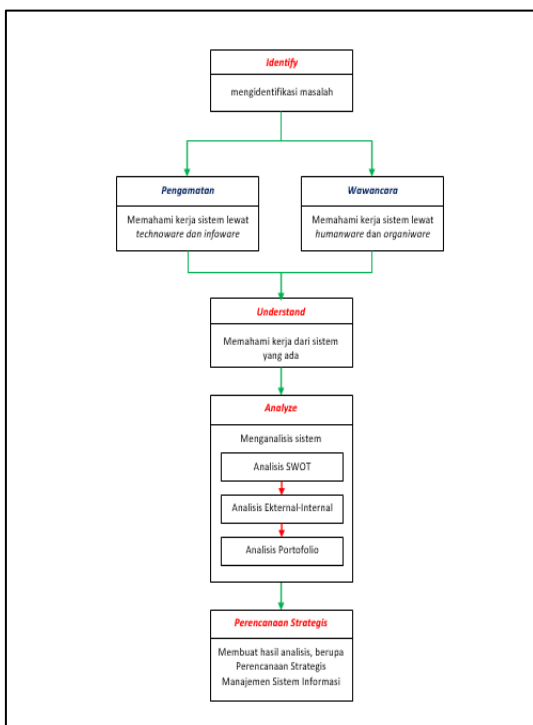 Identify
mengidentifikasi masalah
Pengamatan
Memahami kerja sistem lewat
technoware dan infoware
Wawancara
Memahami kerja sistem lewat
humanware dan organiware
Understand
Memahami kerja dari sistem
yang ada
Analyze
Menganalisis sistem
Analisis SWOT
Analisis Ekternal-Internal
Analisis Portofolio
Perencanaan Strategis
Membuat hasil analisis, berupa
Perencanaan Strategis
Manajemen Sistem Informasi